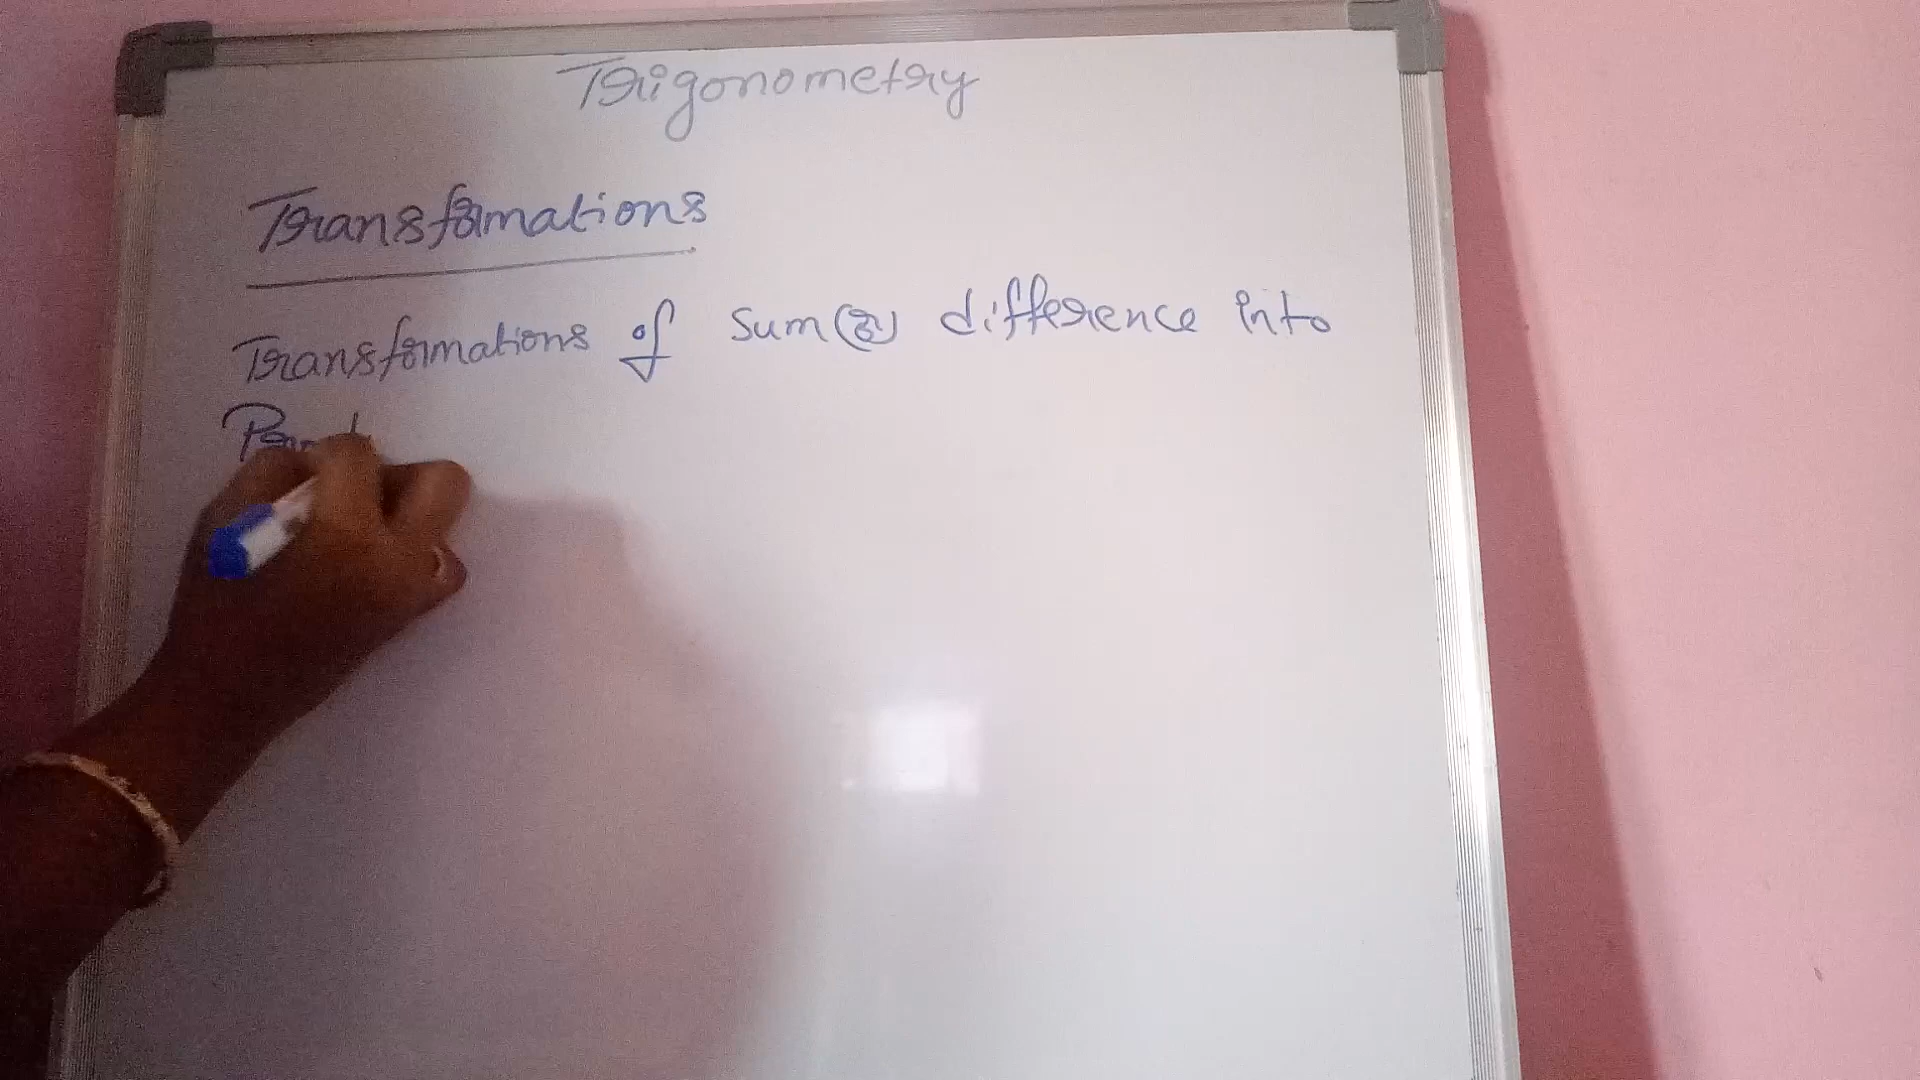 Trigonometry
Transformations
Transformations of Sum (or) difference into